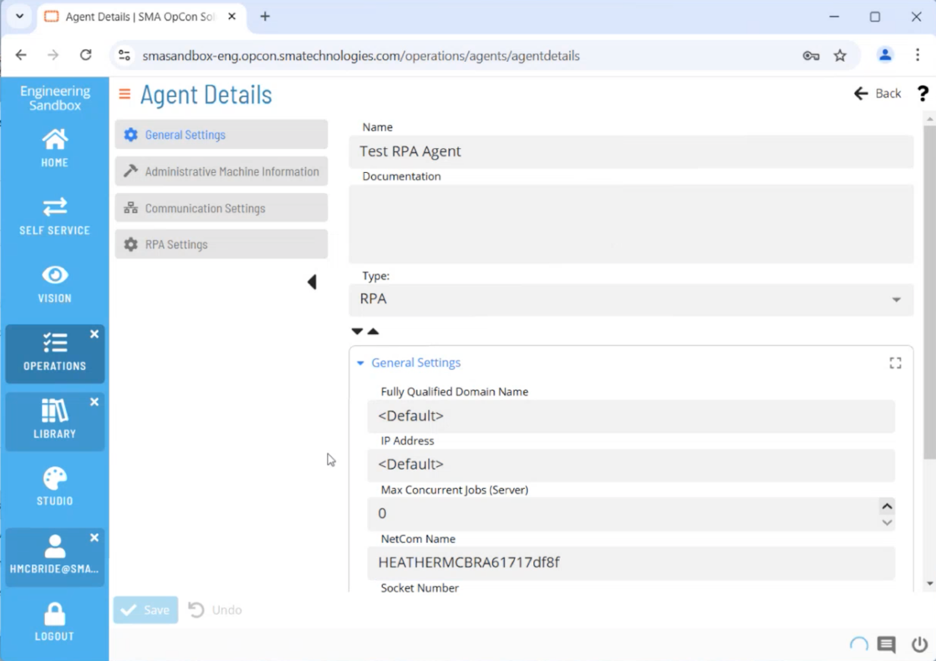 Agent Details | SMA OpCon Sol
smasandbox-eng.opcon.smatechnologies.com/operations/agents/agentdetails
Engineering
Sandbox
HOME
SELF SERVICE
VISION
OPERATIONS
LIBRARY
STUDIO
HMCBRIDE@SMA...
LOGOUT
Agent Details
Back
?
General Settings
Administrative Machine Information
Communication Settings
RPA Settings
Name
Test RPA Agent
Documentation
Type:
RPA
General Settings
Fully Qualified Domain Name
<Default>
IP Address
<Default>
Max Concurrent Jobs (Server)
0
NetCom Name
HEATHERMCBRA61717df8f
Socket Number
Save
Undo